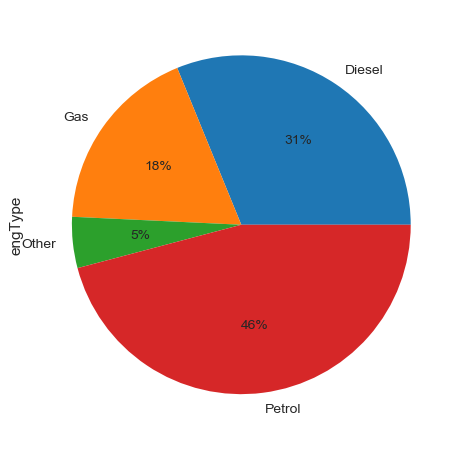 Diesel
31%
Gas
18%
engType
Other
5%
46%
Petrol